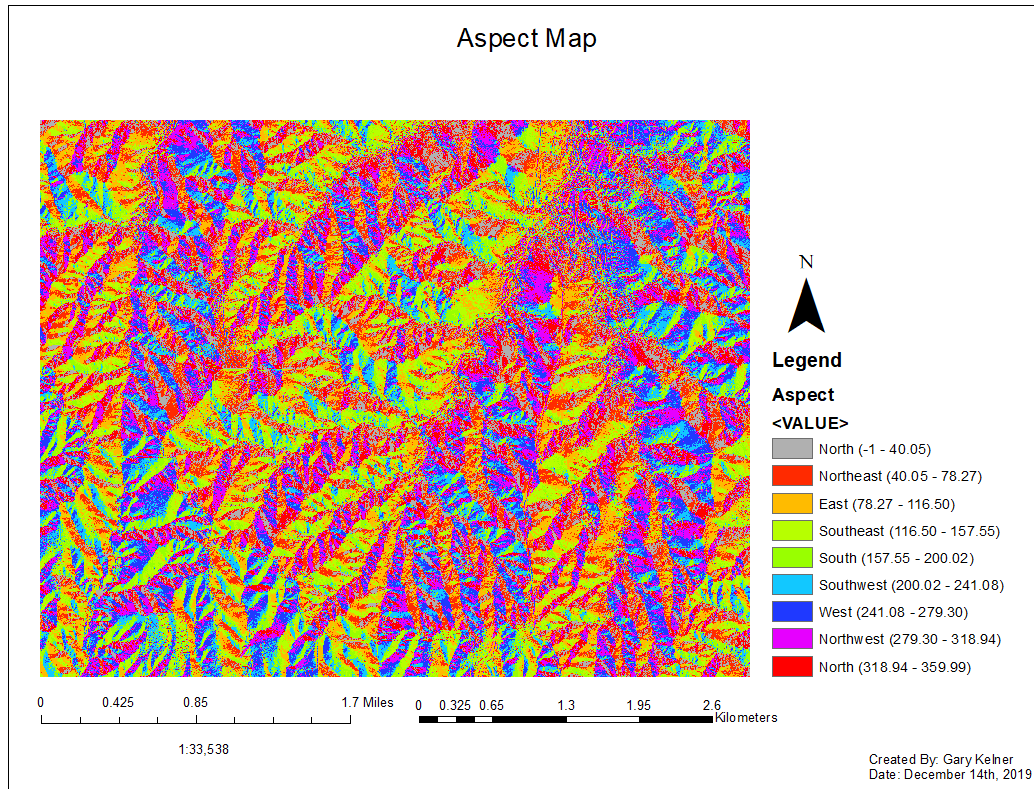 Aspect Map
N
Legend
Aspect
<VALUE>
North (-1 - 40.05)
Northeast (40.05 - 78.27)
East (78.27 - 116.50)
Southeast (116.50 - 157.55)
South (157.55 - 200.02)
Southwest (200.02 - 241.08)
West (241.08 - 279.30)
Northwest (279.30 - 318.94)
North (318.94 - 359.99)
0 0.425 0.85 1.7 Miles
0 0.325 0.65 1.3 1.95 2.6
Kilometers
1:33,538
Created By: Gary Kelner
Date: December 14th, 2019